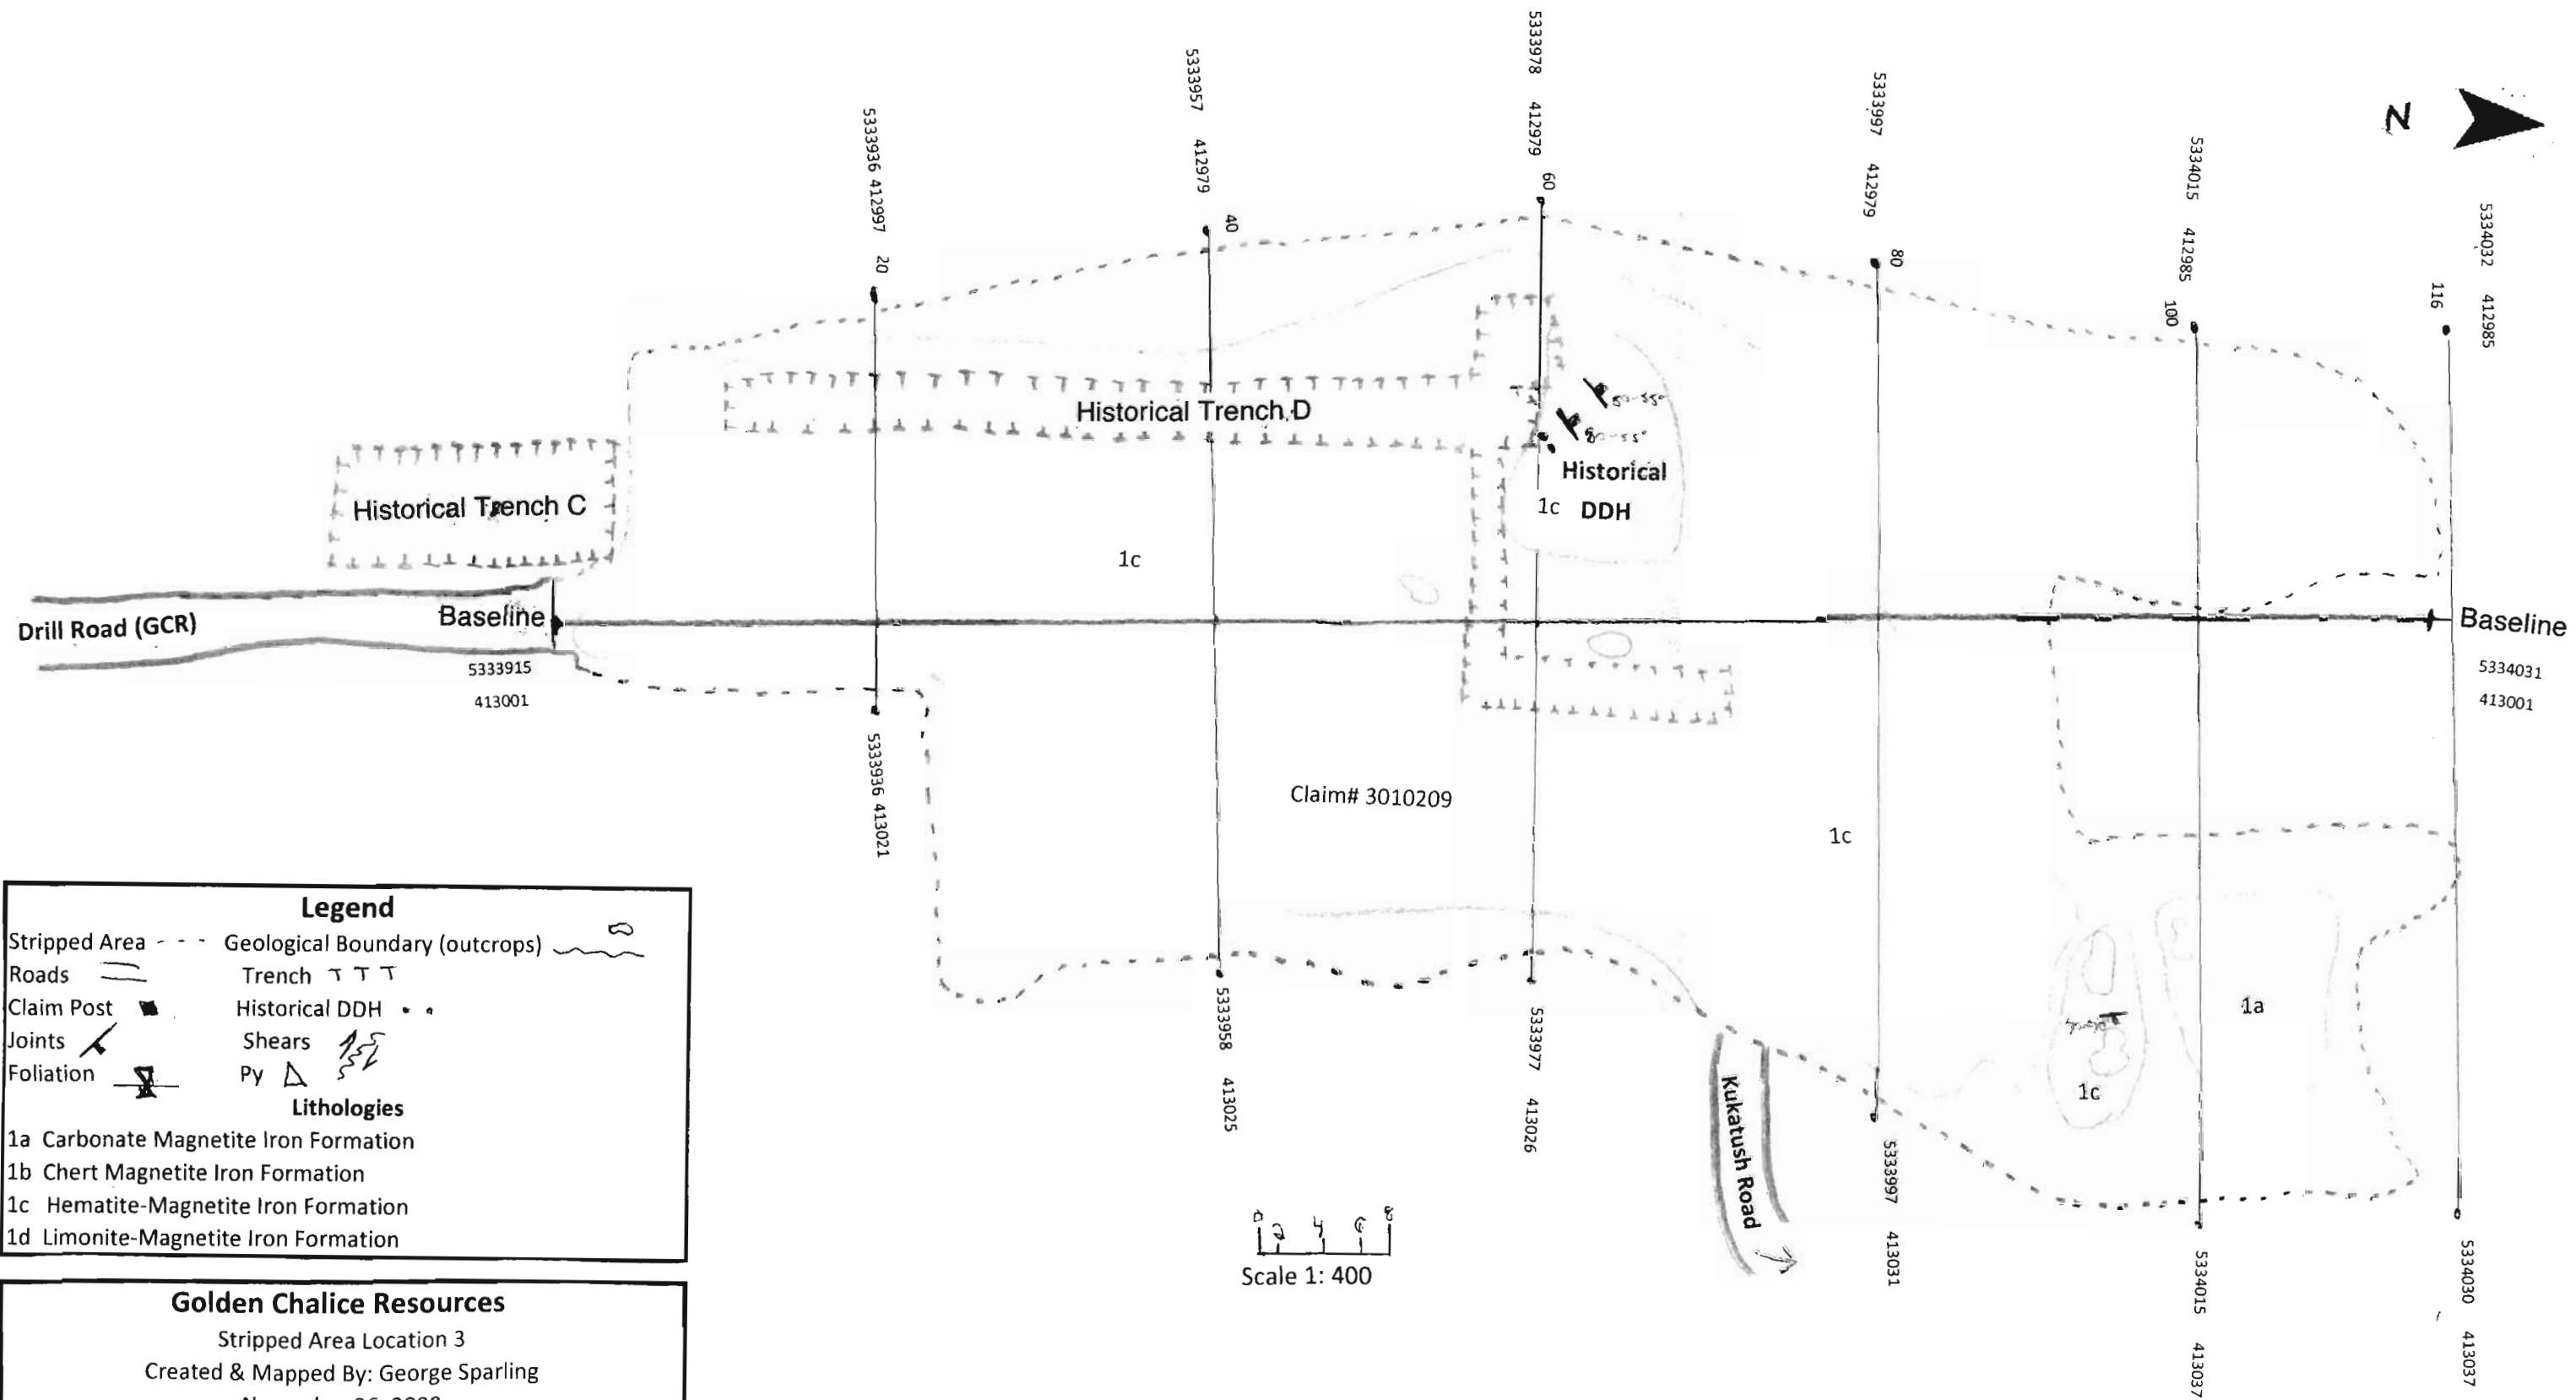 5333936 412997 20
5333957 412979 40
5333978 412979 60
5333997 412979 80
5334015 412985 100
5334032 412985 116
N
Historical Trench D
Historical Trench C
Historical
1c DDH
1c
Drill Road (GCR)
Baseline
5333915
413001
Baseline
5334031
413001
Claim# 3010209
1c
1a
1c
5333936 413021
5333958 413025
5333977 413026
5333997 413031
5334015 413037
5334030 413037
Kukatush Road
Legend
Stripped Area - - - Geological Boundary (outcrops)
Roads Trench
Claim Post Historical DDH
Joints Shears
Foliation Py
Lithologies
1a Carbonate Magnetite Iron Formation
1b Chert Magnetite Iron Formation
1c Hematite-Magnetite Iron Formation
1d Limonite-Magnetite Iron Formation
Scale 1: 400
Golden Chalice Resources
Stripped Area Location 3
Created & Mapped By: George Sparling